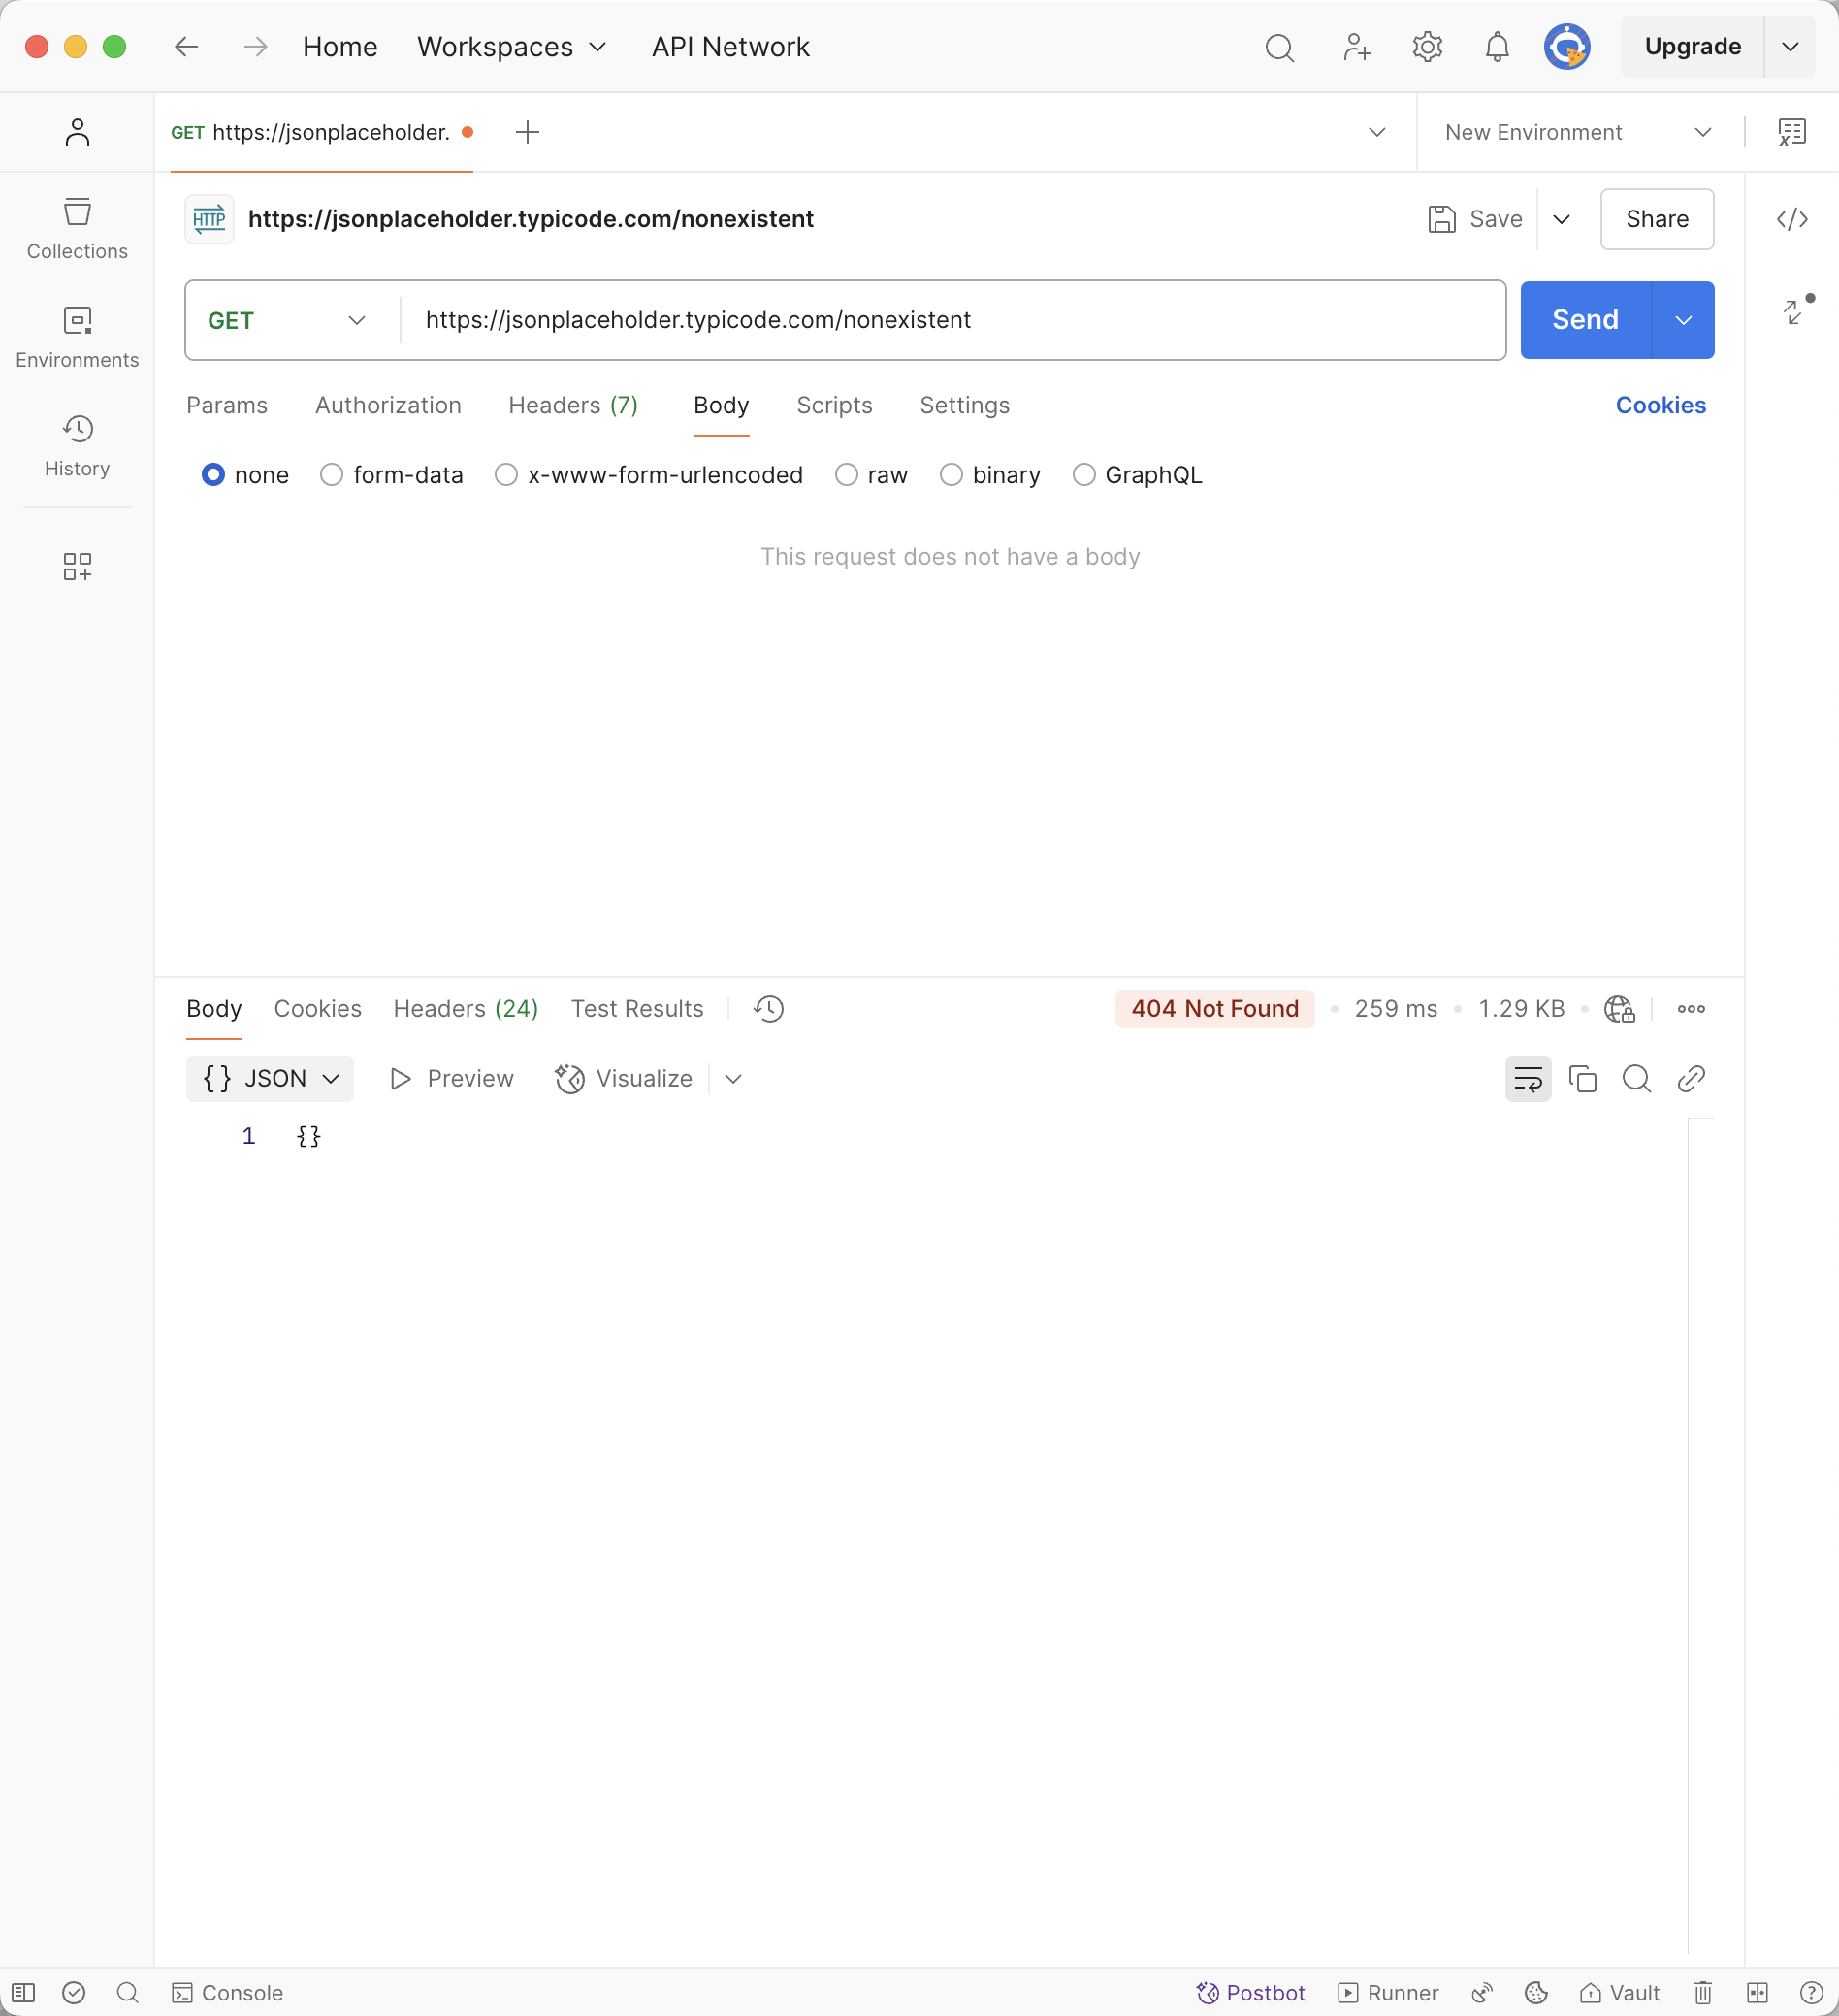 Home Workspaces API Network Upgrade
GET https://jsonplaceholder. New Environment
HTTP https://jsonplaceholder.typicode.com/nonexistent Save Share
Collections
GET https://jsonplaceholder.typicode.com/nonexistent Send
Environments
Params Authorization Headers (7) Body Scripts Settings Cookies
History
none form-data x-www-form-urlencoded raw binary GraphQL
This request does not have a body
Body Cookies Headers (24) Test Results 404 Not Found • 259 ms • 1.29 KB •
{} JSON Preview Visualize
1 {}
Console Postbot Runner Vault